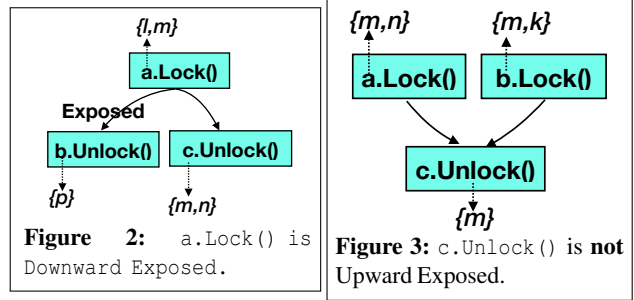 {l,m}
a.Lock()
Exposed
b.Unlock()
c.Unlock()
{p}
{m,n}
Figure 2: a.Lock() is
Downward Exposed.
{m,n}
{m,k}
a.Lock()
b.Lock()
c.Unlock()
{m}
Figure 3: c.Unlock() is not
Upward Exposed.